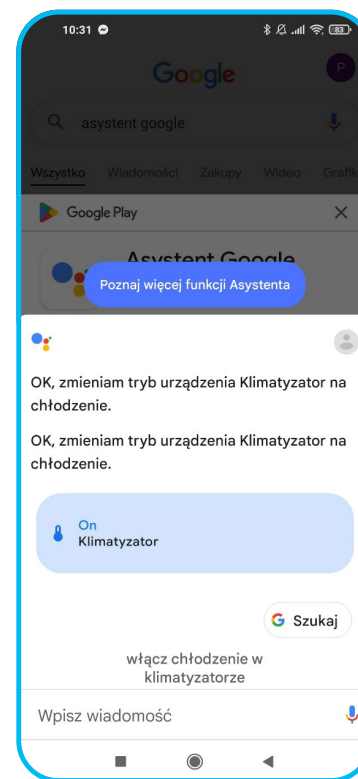 10:31
83
Google
P
asystent google
Wszystko Wiadomości Zakupy Wideo Grafik
Google Play
Asystent Google
Poznaj więcej funkcji Asystenta
OK, zmieniam tryb urządzenia Klimatyzator na
chłodzenie.
OK, zmieniam tryb urządzenia Klimatyzator na
chłodzenie.
On
Klimatyzator
G Szukaj
włącz chłodzenie w
klimatyzatorze
Wpisz wiadomość